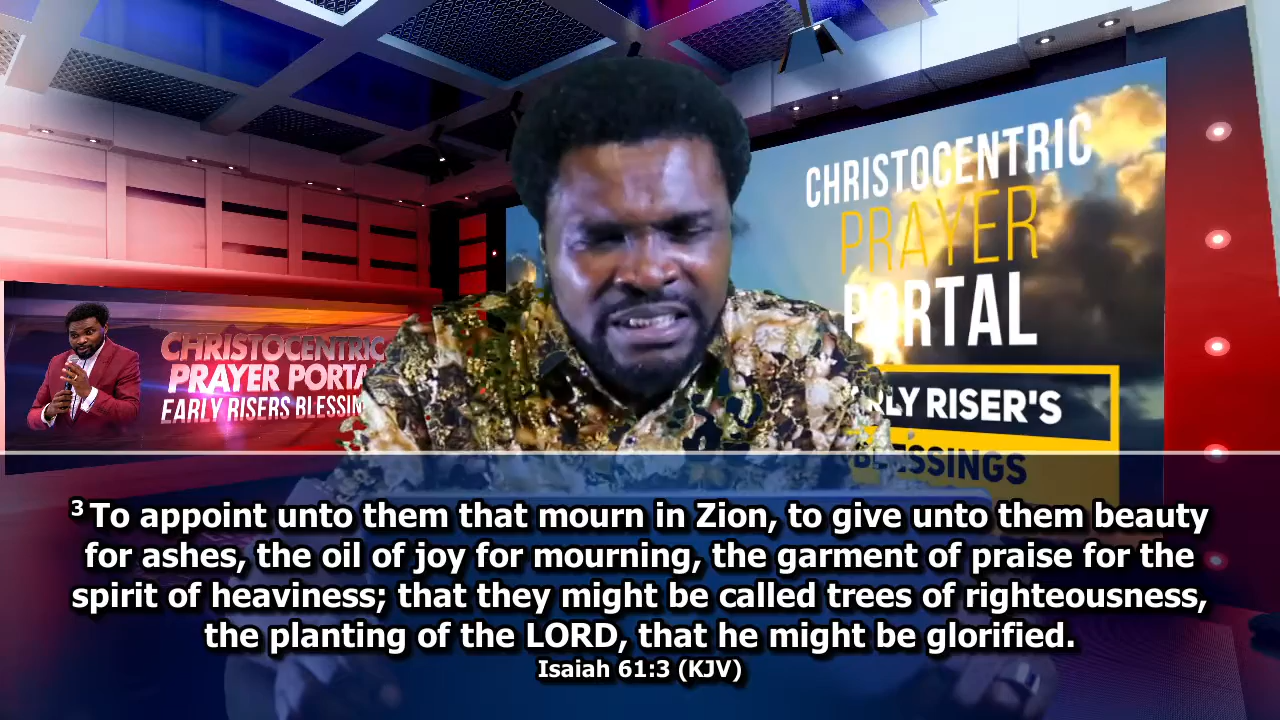 CHRISTOCENTRIC
PRAYER
PORTAL
RLY RISER'S
BLESSINGS
CHRISTOCENTRIC
PRAYER PORTA
EARLY RISERS BLESSIN
3 To appoint unto them that mourn in Zion, to give unto them beauty
for ashes, the oil of joy for mourning, the garment of praise for the
spirit of heaviness; that they might be called trees of righteousness,
the planting of the LORD, that he might be glorified.
Isaiah 61:3 (KJV)